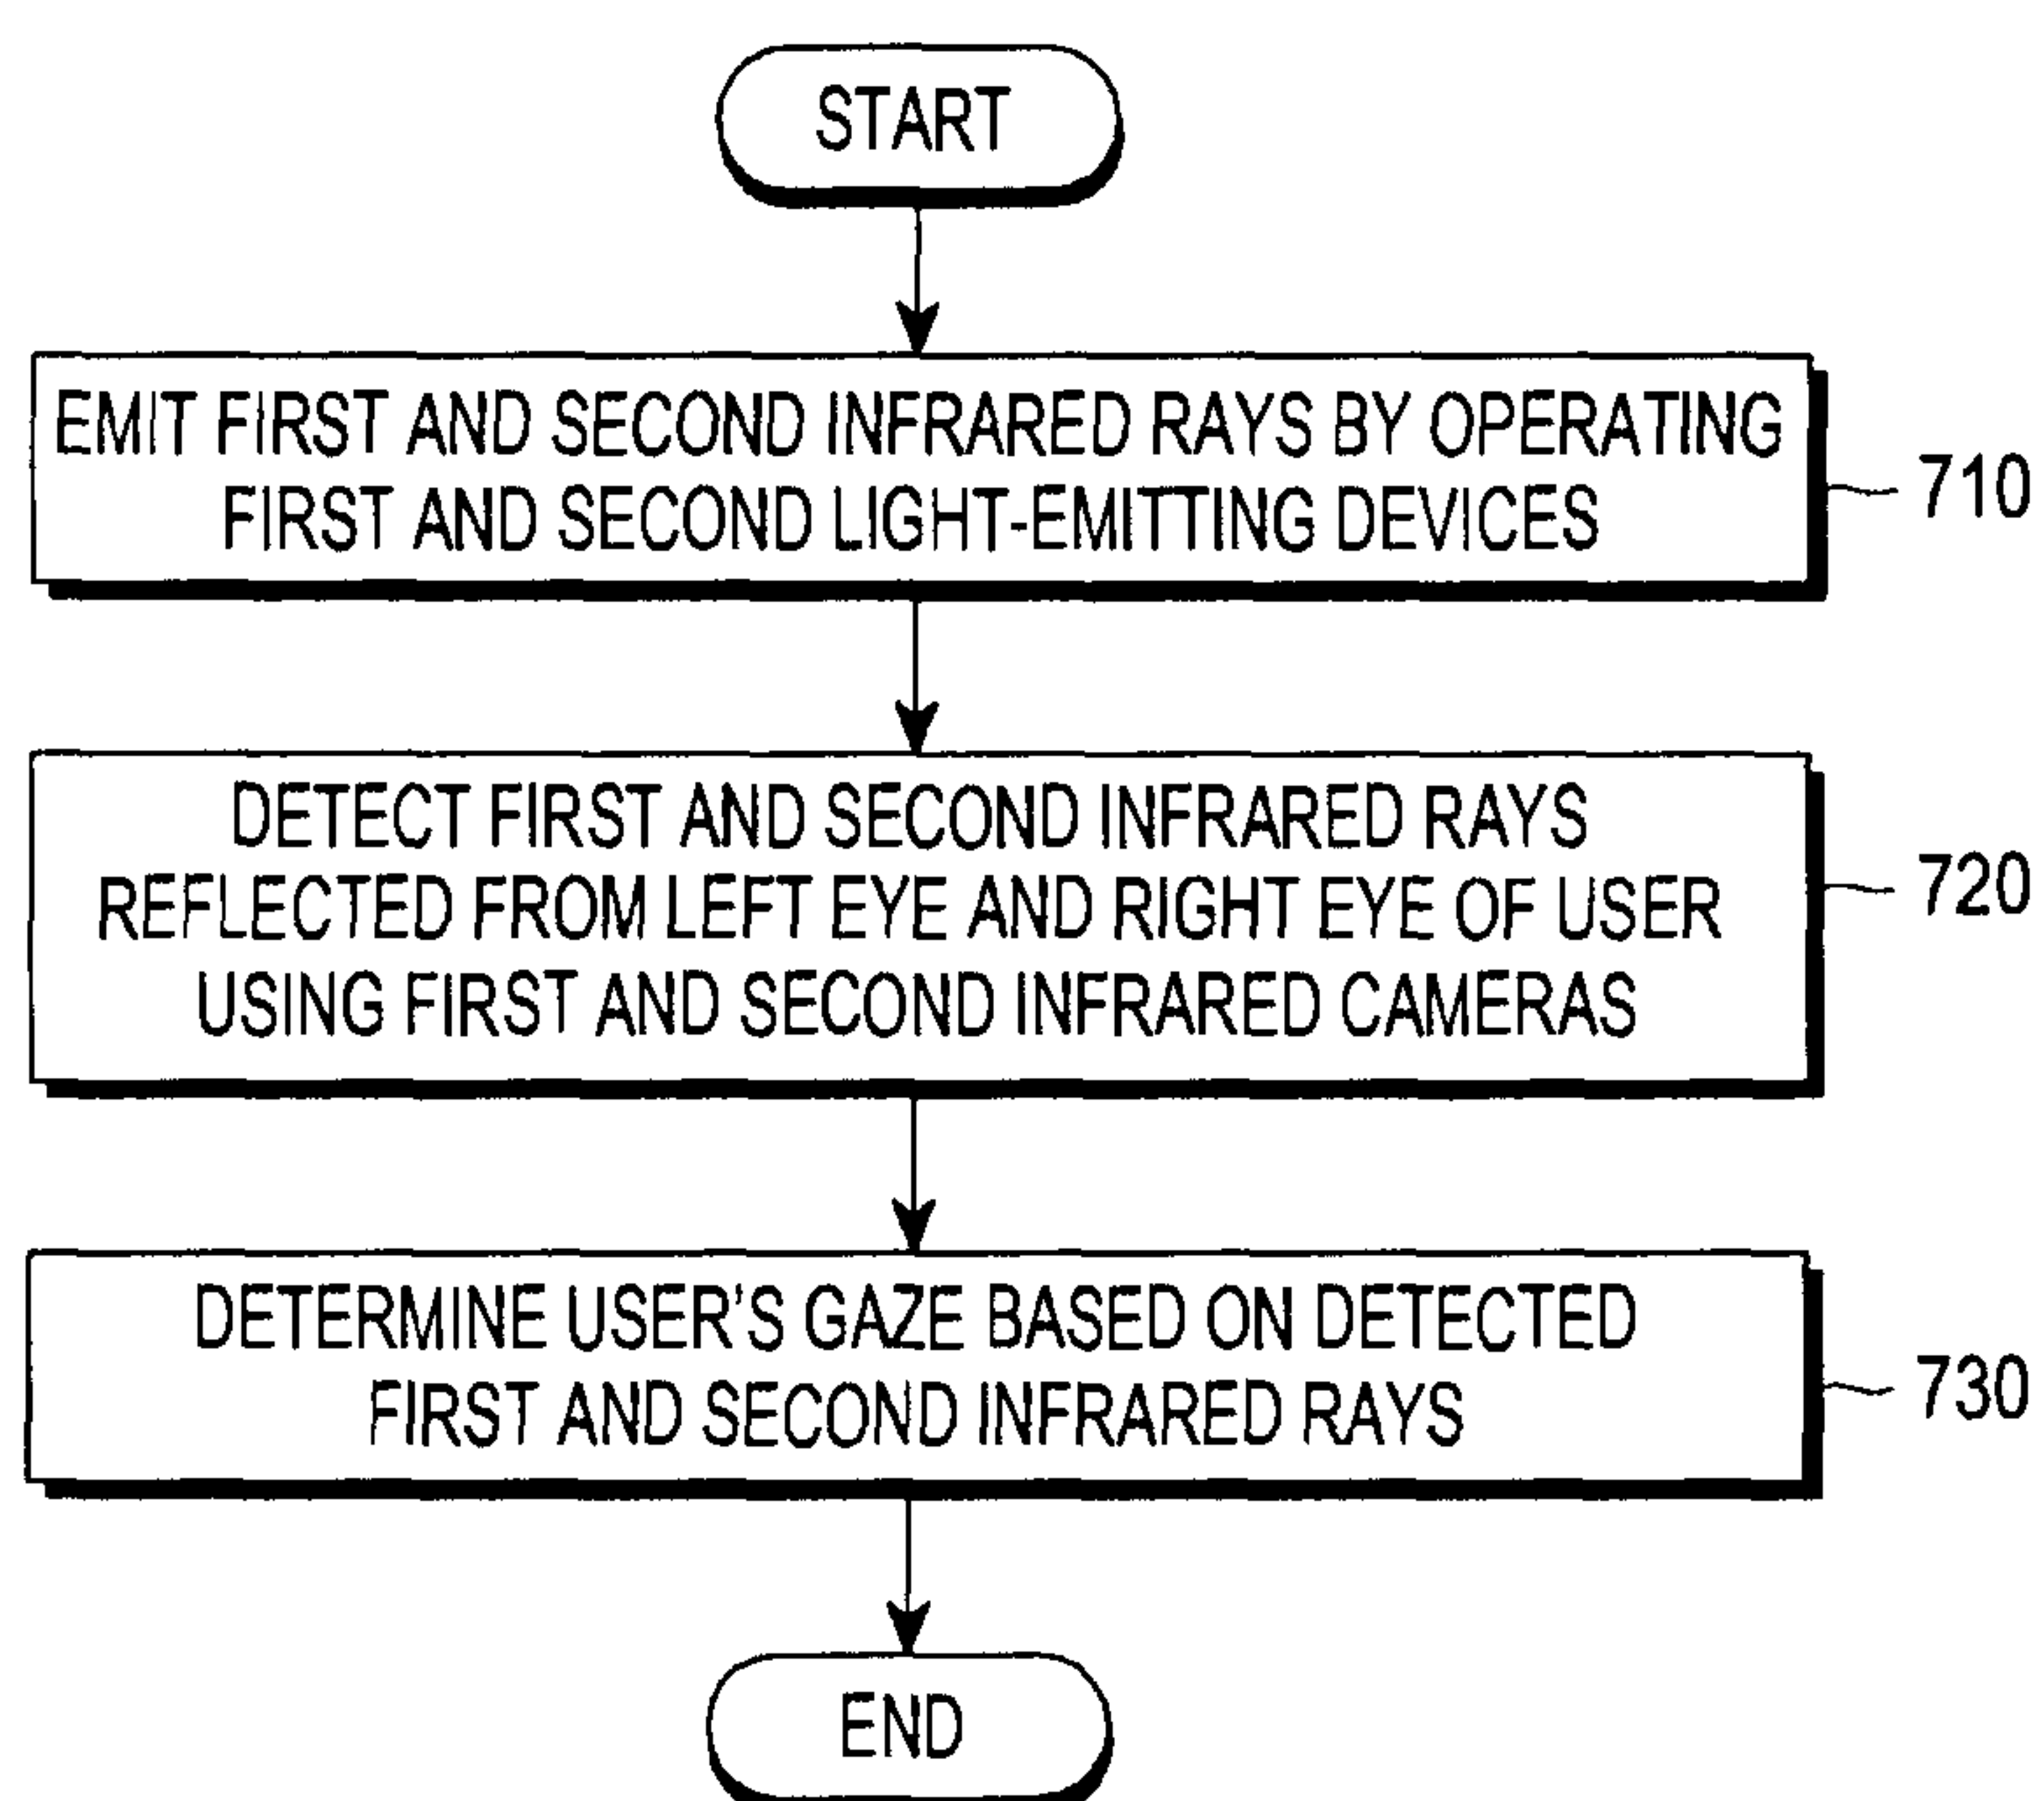 START
EMIT FIRST AND SECOND INFRARED RAYS BY OPERATING
FIRST AND SECOND LIGHT-EMITTING DEVICES
710
DETECT FIRST AND SECOND INFRARED RAYS
REFLECTED FROM LEFT EYE AND RIGHT EYE OF USER
USING FIRST AND SECOND INFRARED CAMERAS
720
DETERMINE USER'S GAZE BASED ON DETECTED
FIRST AND SECOND INFRARED RAYS
730
END